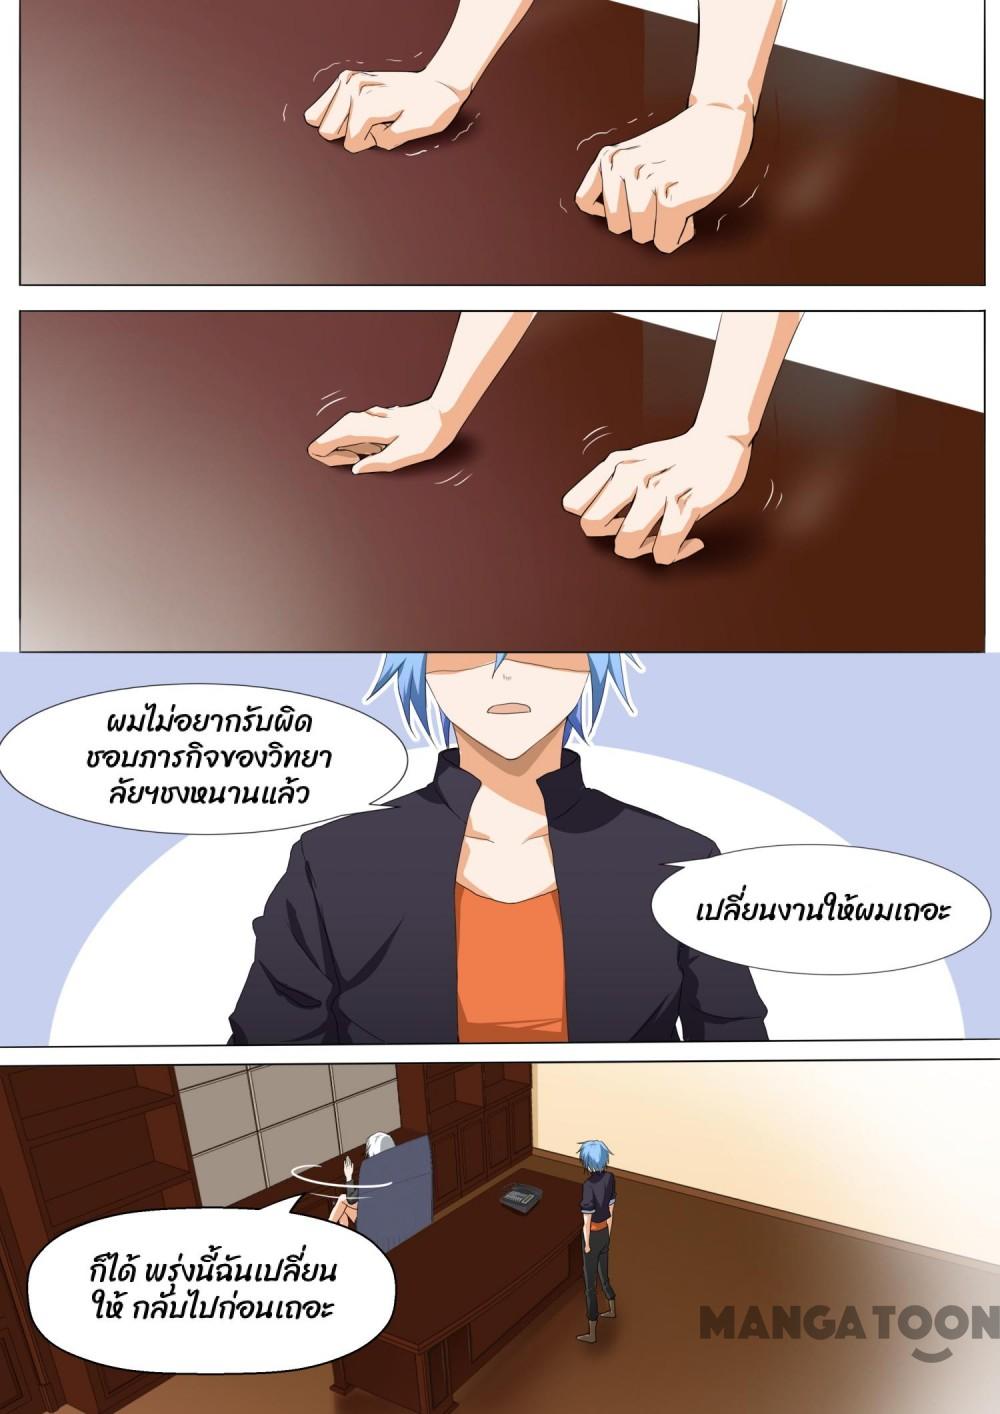 ผมไม่อยากรับผิด
ชอบภารกิจของวิทยา
ลัยฯชงหนานแล้ว
เปลี่ยนงานให้ผมเถอะ
ก็ได้ พรุ่งนี้ฉันเปลี่ยน
ให้ กลับไปก่อนเถอะ
MANGATOON